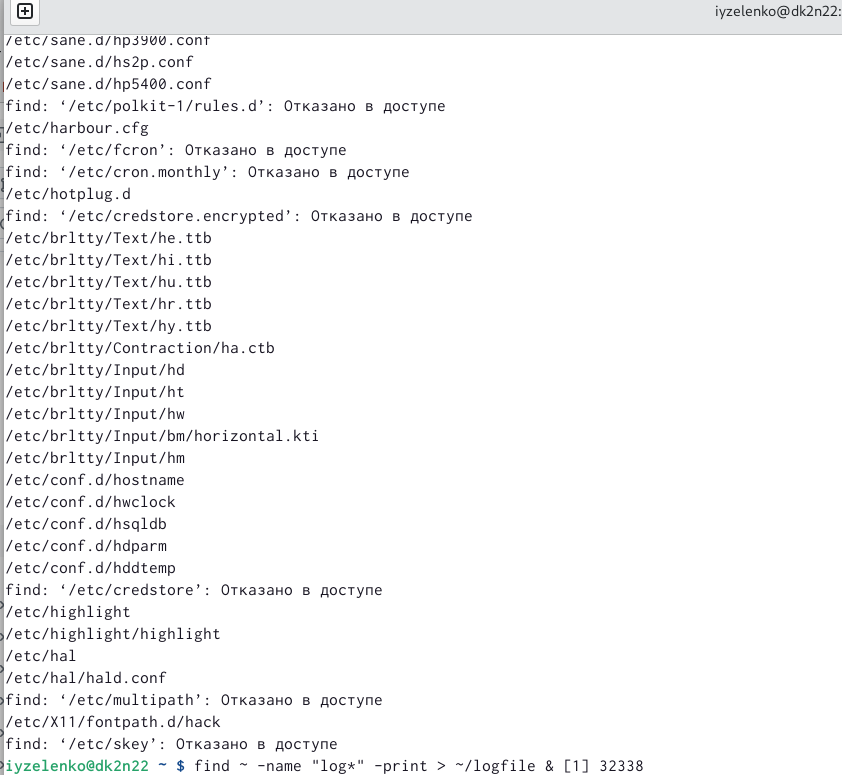 iyzelenko@dk2n22:
/etc/sane.d/hp3900.conf
/etc/sane.d/hs2p.conf
/etc/sane.d/hp5400.conf
find: ‘/etc/polkit-1/rules.d’: Отказано в доступе
/etc/harbour.cfg
find: ‘/etc/fcron’: Отказано в доступе
find: ‘/etc/cron.monthly’: Отказано в доступе
/etc/hotplug.d
find: ‘/etc/credstore.encrypted’: Отказано в доступе
/etc/brltty/Text/he.ttb
/etc/brltty/Text/hi.ttb
/etc/brltty/Text/hu.ttb
/etc/brltty/Text/hr.ttb
/etc/brltty/Text/hy.ttb
/etc/brltty/Contraction/ha.ctb
/etc/brltty/Input/hd
/etc/brltty/Input/ht
/etc/brltty/Input/hw
/etc/brltty/Input/bm/horizontal.kti
/etc/brltty/Input/hm
/etc/conf.d/hostname
/etc/conf.d/hwclock
/etc/conf.d/hsqldb
/etc/conf.d/hdparm
/etc/conf.d/hddtemp
find: ‘/etc/credstore’: Отказано в доступе
/etc/highlight
/etc/highlight/highlight
/etc/hal
/etc/hal/hald.conf
find: ‘/etc/multipath’: Отказано в доступе
/etc/X11/fontpath.d/hack
find: ‘/etc/skey’: Отказано в доступе
iyzelenko@dk2n22 ~ $ find ~ -name "log*" -print > ~/logfile & [1] 32338